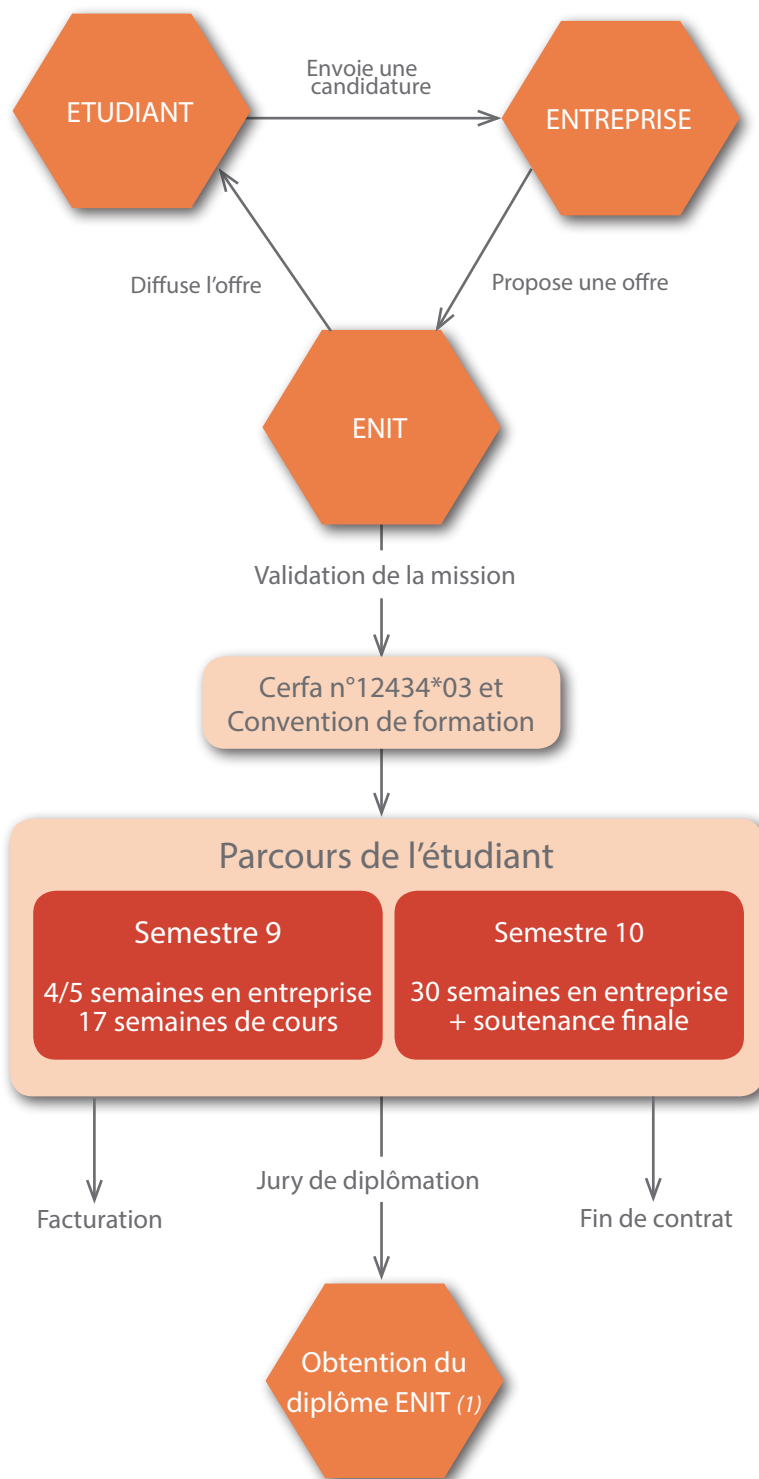 Envoie une
candidature
ETUDIANT
ENTREPRISE
Diffuse l’offre
Propose une offre
ENIT
Validation de la mission
Cerfa n°12434*03 et
Convention de formation
Parcours de l’étudiant
Semestre 9
4/5 semaines en entreprise
17 semaines de cours
Semestre 10
30 semaines en entreprise
+ soutenance finale
Facturation
Jury de diplômation
Fin de contrat
Obtention du
diplôme ENIT (1)